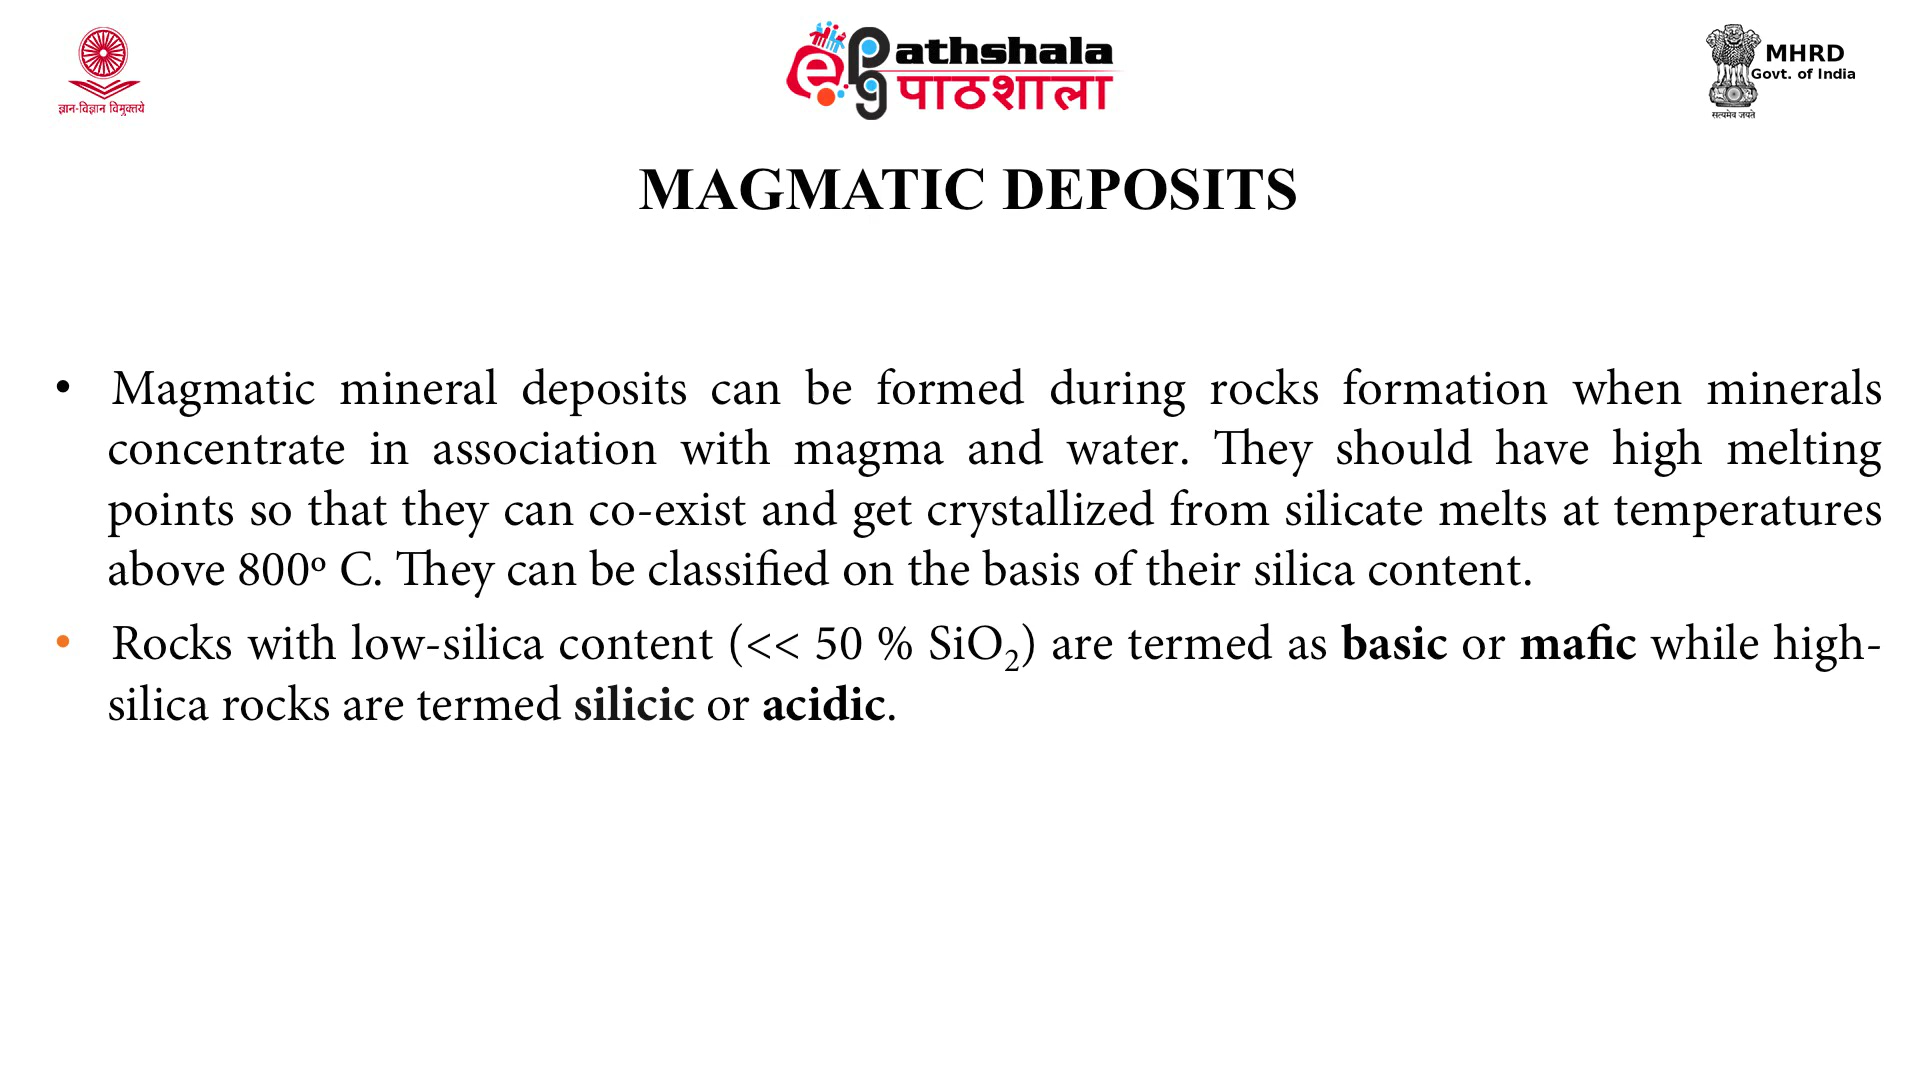 ज्ञान-विज्ञान विमुक्तये
ePgathshala
पाठशाला
MHRD
Govt. of India
सत्यमेव जयते
MAGMATIC DEPOSITS
• Magmatic mineral deposits can be formed during rocks formation when minerals
concentrate in association with magma and water. They should have high melting
points so that they can co-exist and get crystallized from silicate melts at temperatures
above 800º C. They can be classified on the basis of their silica content.
• Rocks with low-silica content (<< 50 % SiO₂) are termed as basic or mafic while high-
silica rocks are termed silicic or acidic.